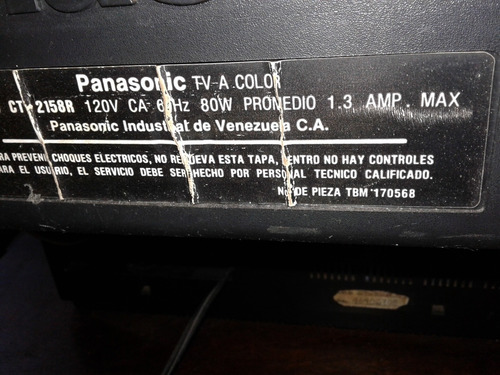 Panasonic TV-A COLOR
CT-2158R 120V CA 60Hz 80W PROMEDIO 1.3 AMP. MAX
Panasonic Industrial de Venezuela C.A.
PARA PREVENIR CHOQUES ELECTRICOS, NO REMUEVA ESTA TAPA, DENTRO NO HAY CONTROLES
PARA EL USUARIO, EL SERVICIO DEBE SER HECHO POR PERSONAL TECNICO CALIFICADO.
No. DE PIEZA TBM 170568